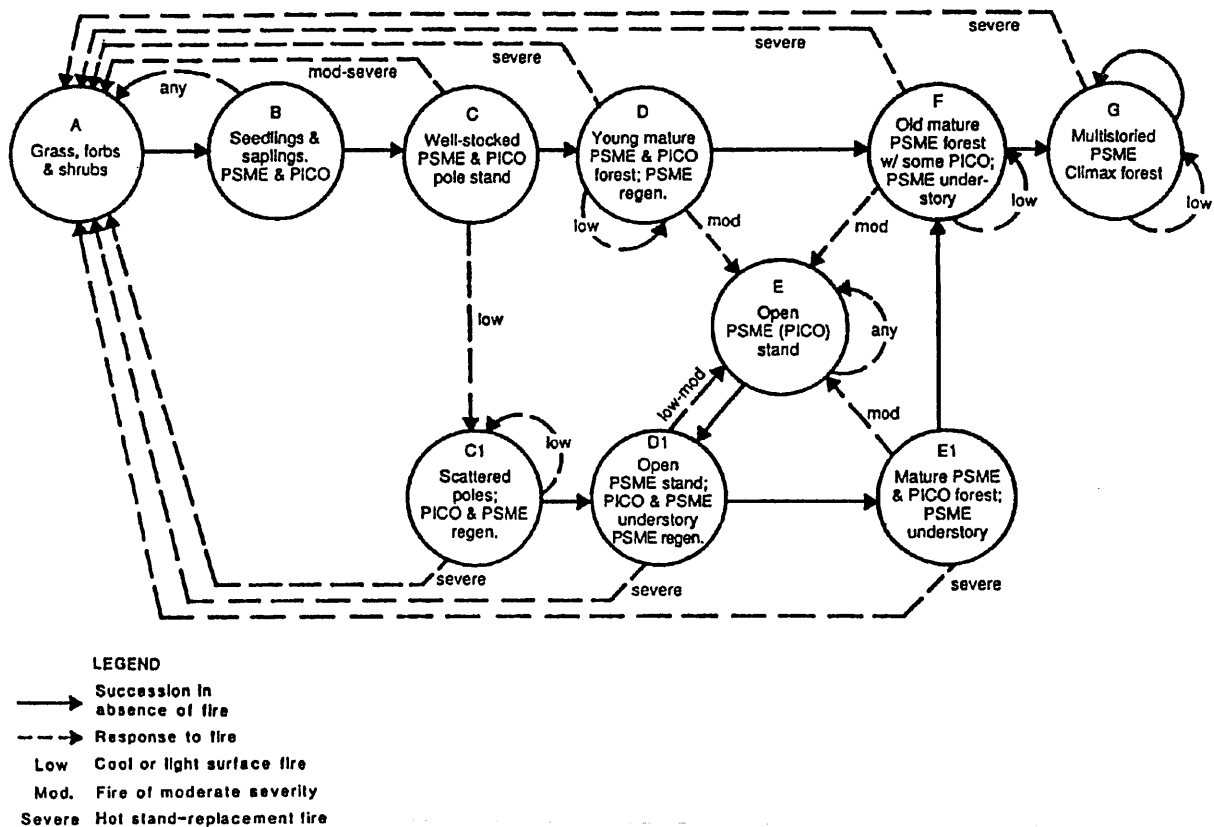 severe
severe
severe
severe
mod-severe
any
A
Grass, forbs
& shrubs
B
Seedlings &
saplings.
PSME & PICO
C
Well-stocked
PSME & PICO
pole stand
D
Young mature
PSME & PICO
forest; PSME
regen.
F
Old mature
PSME forest
w/ some PICO;
PSME under-
story
G
Multistoried
PSME
Climax forest
low
mod
mod
low
low
E
Open
PSME (PICO)
stand
any
low
low-mod
mod
C1
Scattered
poles;
PICO & PSME
regen.
low
D1
Open
PSME stand;
PICO & PSME
understory
PSME regen.
E1
Mature PSME
& PICO forest;
PSME
understory
severe
severe
severe
LEGEND
Succession in
absence of fire
Response to fire
Low Cool or light surface fire
Mod. Fire of moderate severity
Severe Hot stand-replacement fire